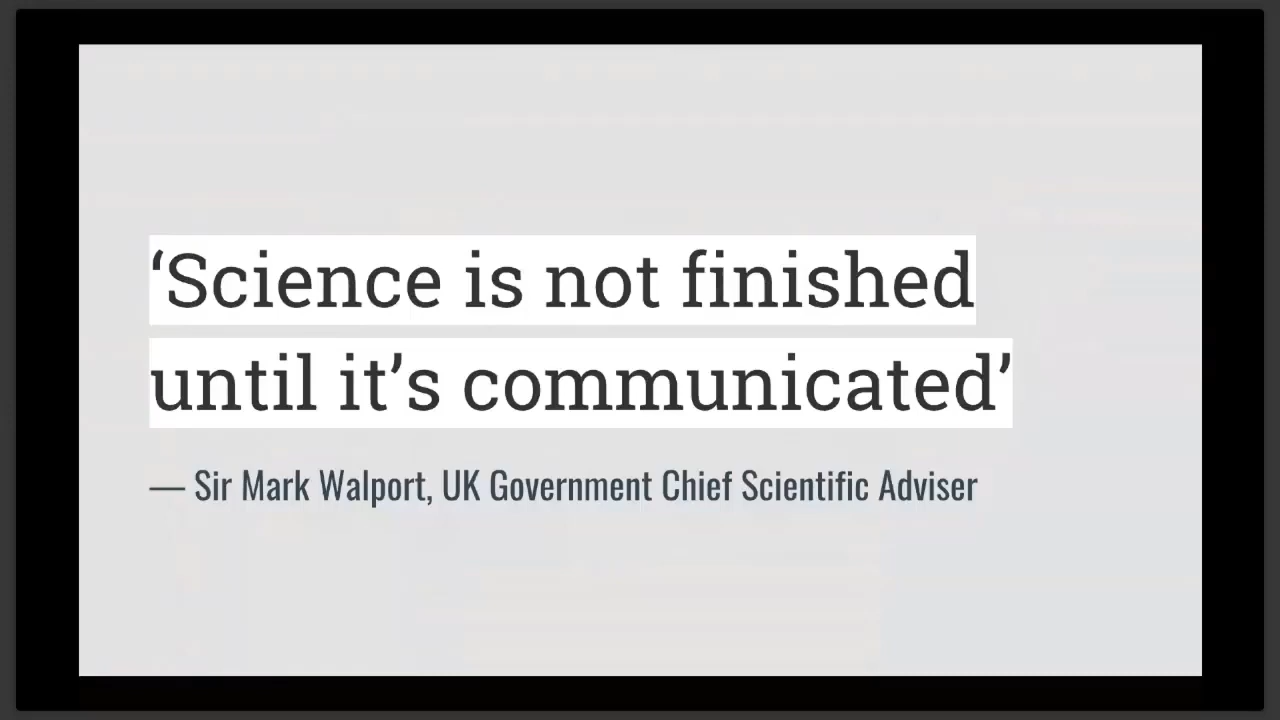 ‘Science is not finished
until it’s communicated’
— Sir Mark Walport, UK Government Chief Scientific Adviser